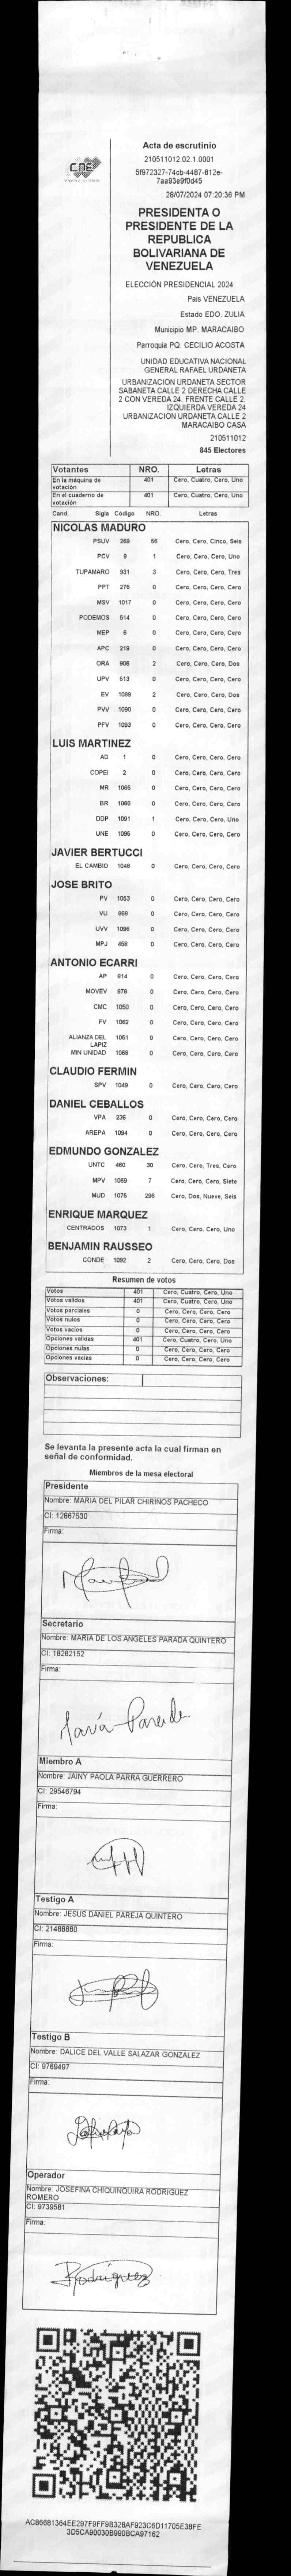 CNE
Acta de escrutinio
210511012.02.1.0001
5f972327-74cb-4487-812e-
7aa93e9f0d45
28/07/2024 07:20:36 PM
PRESIDENTA O
PRESIDENTE DE LA
REPUBLICA
BOLIVARIANA DE
VENEZUELA
ELECCIÓN PRESIDENCIAL 2024
País VENEZUELA
Estado EDO. ZULIA
Municipio MP. MARACAIBO
Parroquia PQ. CECILIO ACOSTA
UNIDAD EDUCATIVA NACIONAL
GENERAL RAFAEL URDANETA
URBANIZACION URDANETA SECTOR
SABANETA CALLE 2 DERECHA CALLE
2 CON VEREDA 24. FRENTE CALLE 2.
IZQUIERDA VEREDA 24
URBANIZACION URDANETA CALLE 2
MARACAIBO CASA
210511012
845 Electores
Votantes NRO. Letras
En la máquina de votación 401 Cero, Cuatro, Cero, Uno
En el cuaderno de votación 401 Cero, Cuatro, Cero, Uno
Cand. Sigla Código NRO. Letras
NICOLAS MADURO
PSUV 269 56 Cero, Cero, Cinco, Seis
PCV 9 1 Cero, Cero, Cero, Uno
TUPAMARO 931 3 Cero, Cero, Cero, Tres
PPT 276 0 Cero, Cero, Cero, Cero
MSV 1017 0 Cero, Cero, Cero, Cero
PODEMOS 514 0 Cero, Cero, Cero, Cero
MEP 6 0 Cero, Cero, Cero, Cero
APC 219 0 Cero, Cero, Cero, Cero
ORA 906 2 Cero, Cero, Cero, Dos
UPV 513 0 Cero, Cero, Cero, Cero
EV 1089 2 Cero, Cero, Cero, Dos
PVV 1090 0 Cero, Cero, Cero, Cero
PFV 1093 0 Cero, Cero, Cero, Cero
LUIS MARTINEZ
AD 1 0 Cero, Cero, Cero, Cero
COPEI 2 0 Cero, Cero, Cero, Cero
MR 1065 0 Cero, Cero, Cero, Cero
BR 1066 0 Cero, Cero, Cero, Cero
DDP 1091 1 Cero, Cero, Cero, Uno
UNE 1095 0 Cero, Cero, Cero, Cero
JAVIER BERTUCCI
EL CAMBIO 1048 0 Cero, Cero, Cero, Cero
JOSE BRITO
PV 1053 0 Cero, Cero, Cero, Cero
VU 868 0 Cero, Cero, Cero, Cero
UVV 1096 0 Cero, Cero, Cero, Cero
MPJ 458 0 Cero, Cero, Cero, Cero
ANTONIO ECARRI
AP 814 0 Cero, Cero, Cero, Cero
MOVEV 878 0 Cero, Cero, Cero, Cero
CMC 1050 0 Cero, Cero, Cero, Cero
FV 1062 0 Cero, Cero, Cero, Cero
ALIANZA DEL LAPIZ 1051 0 Cero, Cero, Cero, Cero
MIN UNIDAD 1068 0 Cero, Cero, Cero, Cero
CLAUDIO FERMIN
SPV 1049 0 Cero, Cero, Cero, Cero
DANIEL CEBALLOS
VPA 236 0 Cero, Cero, Cero, Cero
AREPA 1094 0 Cero, Cero, Cero, Cero
EDMUNDO GONZALEZ
UNTC 460 30 Cero, Cero, Tres, Cero
MPV 1069 7 Cero, Cero, Cero, Siete
MUD 1075 296 Cero, Dos, Nueve, Seis
ENRIQUE MARQUEZ
CENTRADOS 1073 1 Cero, Cero, Cero, Uno
BENJAMIN RAUSSEO
CONDE 1092 2 Cero, Cero, Cero, Dos
Resumen de votos
Votos 401 Cero, Cuatro, Cero, Uno
Votos validos 401 Cero, Cuatro, Cero, Uno
Votos parciales 0 Cero, Cero, Cero, Cero
Votos nulos 0 Cero, Cero, Cero, Cero
Votos vacios 0 Cero, Cero, Cero, Cero
Opciones validas 401 Cero, Cuatro, Cero, Uno
Opciones nulas 0 Cero, Cero, Cero, Cero
Opciones vacias 0 Cero, Cero, Cero, Cero
Observaciones:
Se levanta la presente acta la cual firman en
señal de conformidad.
Miembros de la mesa electoral
Presidente
Nombre: MARIA DEL PILAR CHIRINOS PACHECO
CI: 12867530
Firma:
Secretario
Nombre: MARIA DE LOS ANGELES PARADA QUINTERO
CI: 18282152
Firma:
María Parada
Miembro A
Nombre: JAINY PAOLA PARRA GUERRERO
CI: 29546794
Firma:
Testigo A
Nombre: JESUS DANIEL PAREJA QUINTERO
CI: 21488880
Firma:
Testigo B
Nombre: DALICE DEL VALLE SALAZAR GONZALEZ
CI: 9769497
Firma:
Operador
Nombre: JOSEFINA CHIQUINQUIRA RODRIGUEZ
ROMERO
CI: 9739581
Firma:
Rodriguez
AC86681364EE297F9FF9B328AF923C6D11705E38FE
3D5CA90030B990BCA97162